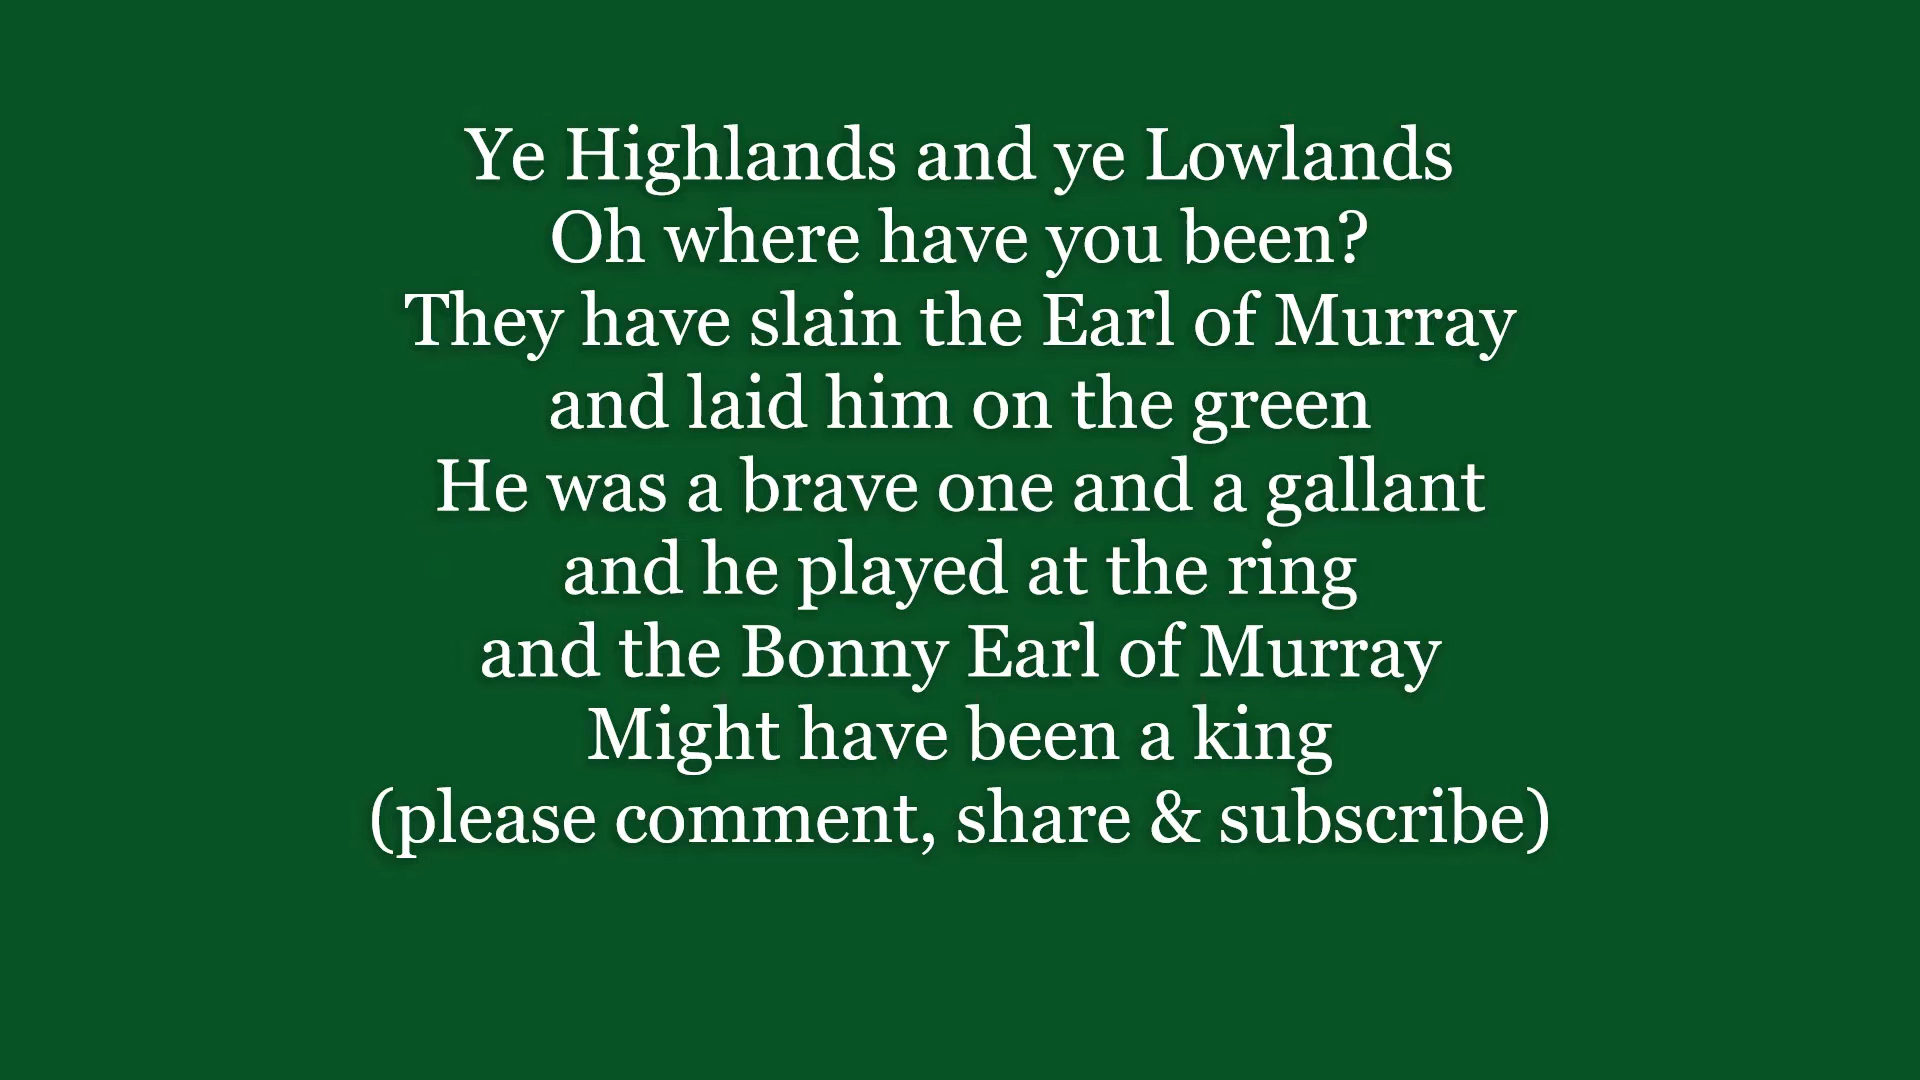 Ye Highlands and ye Lowlands
Oh where have you been?
They have slain the Earl of Murray
and laid him on the green
He was a brave one and a gallant
and he played at the ring
and the Bonny Earl of Murray
Might have been a king
(please comment, share & subscribe)